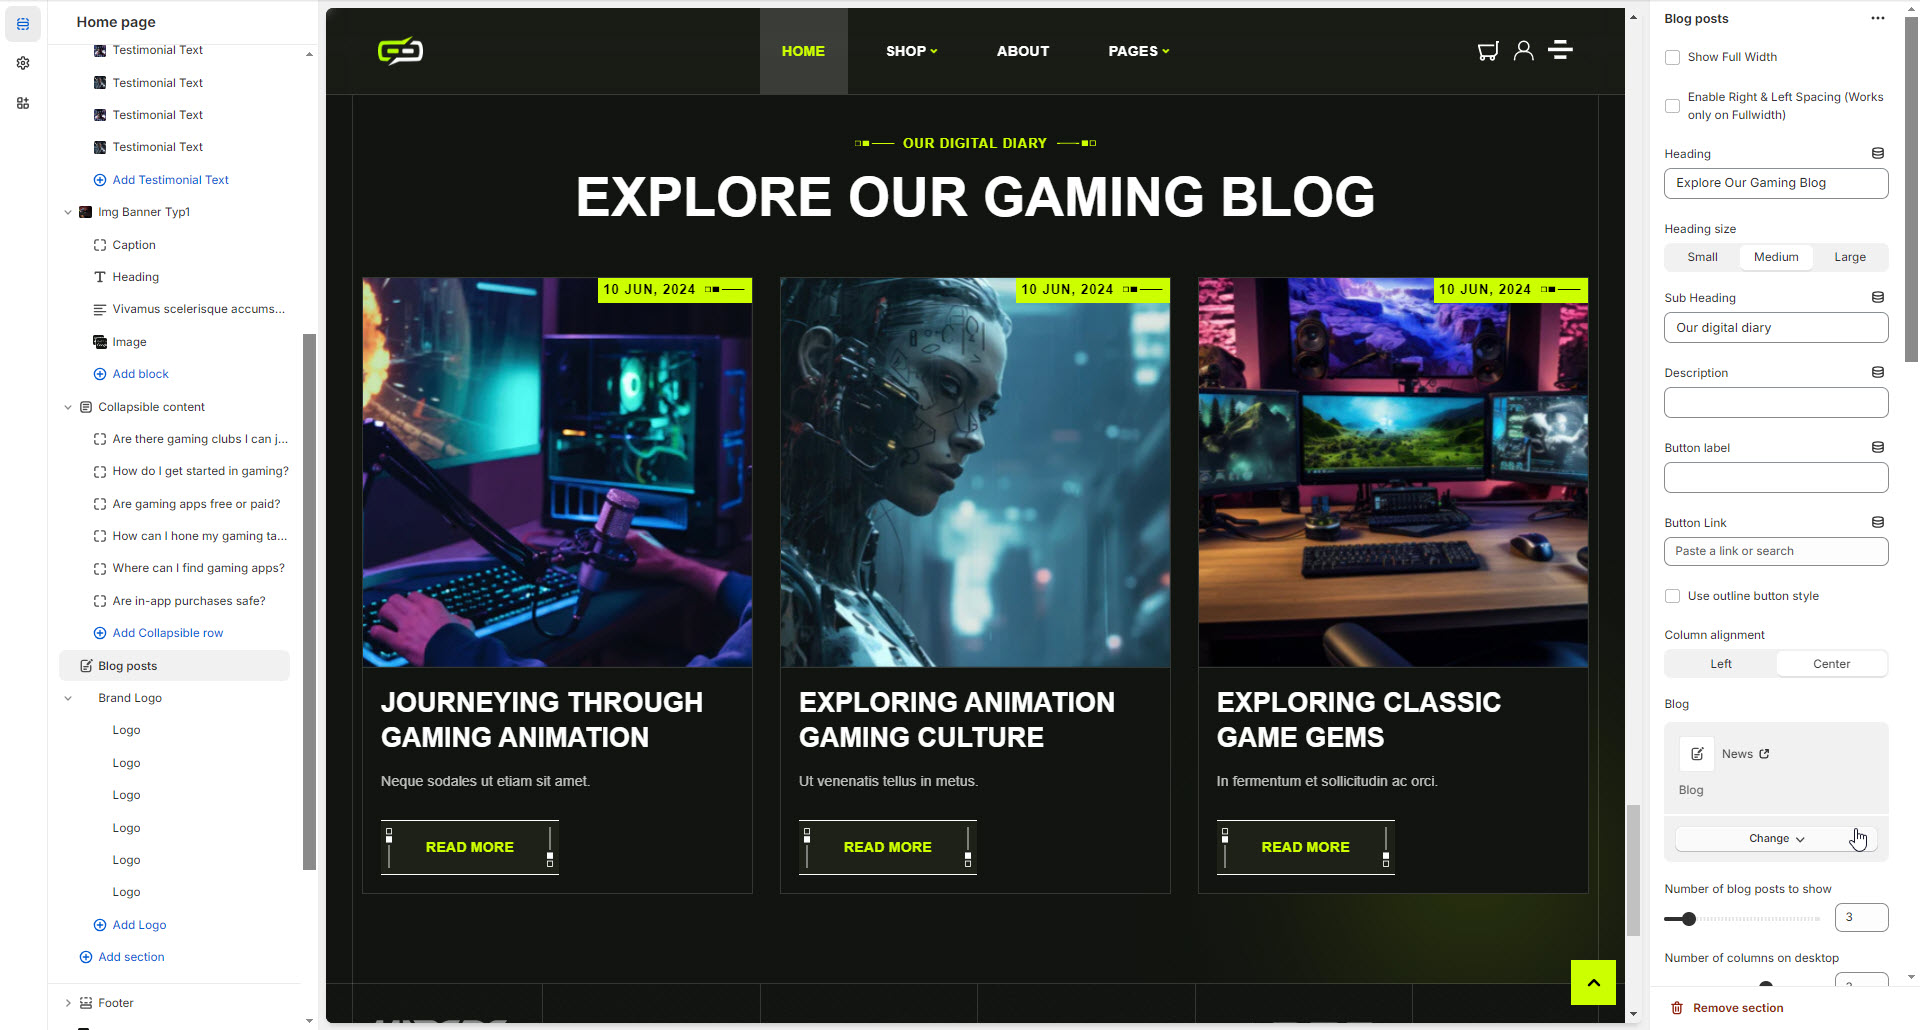 Home page
Testimonial Text
Testimonial Text
Testimonial Text
Testimonial Text
Add Testimonial Text
Img Banner Typ1
Caption
Heading
Vivamus scelerisque accums...
Image
Add block
Collapsible content
Are there gaming clubs I can j...
How do I get started in gaming?
Are gaming apps free or paid?
How can I hone my gaming ta...
Where can I find gaming apps?
Are in-app purchases safe?
Add Collapsible row
Blog posts
Brand Logo
Logo
Logo
Logo
Logo
Logo
Logo
Add Logo
Add section
Footer
HOME
SHOP
ABOUT
PAGES
OUR DIGITAL DIARY
EXPLORE OUR GAMING BLOG
10 JUN, 2024
JOURNEYING THROUGH
GAMING ANIMATION
Neque sodales ut etiam sit amet.
READ MORE
10 JUN, 2024
EXPLORING ANIMATION
GAMING CULTURE
Ut venenatis tellus in metus.
READ MORE
10 JUN, 2024
EXPLORING CLASSIC
GAME GEMS
In fermentum et sollicitudin ac orci.
READ MORE
Blog posts
Show Full Width
Enable Right & Left Spacing (Works
only on Fullwidth)
Heading
Explore Our Gaming Blog
Heading size
Small
Medium
Large
Sub Heading
Our digital diary
Description
Button label
Button Link
Paste a link or search
Use outline button style
Column alignment
Left
Center
Blog
News
Blog
Change
Number of blog posts to show
3
Number of columns on desktop
Remove section